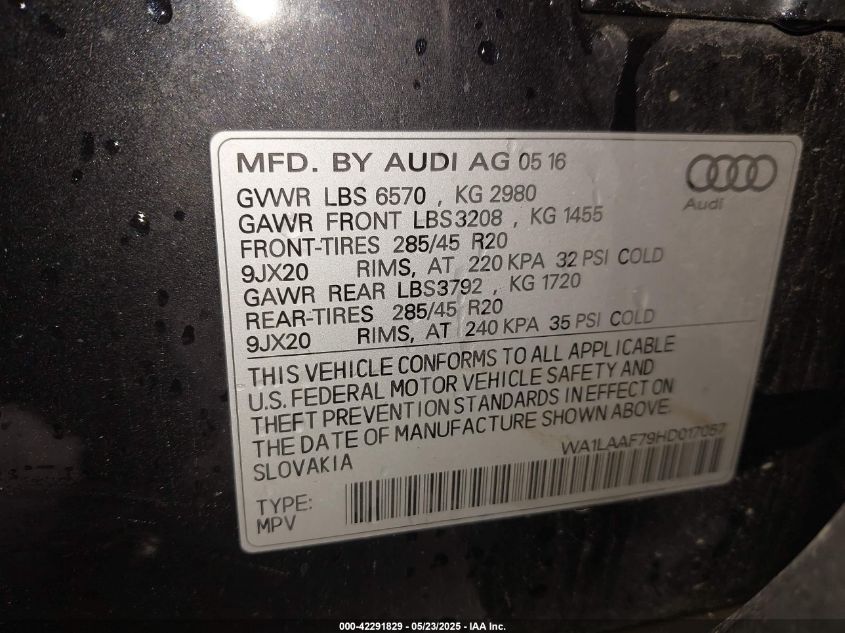 MFD. BY AUDI AG 05 16
Audi
GVWR LBS 6570 , KG 2980
GAWR FRONT LBS3208 , KG 1455
FRONT-TIRES 285/45 R20
9JX20 RIMS, AT 220 KPA 32 PSI COLD
GAWR REAR LBS3792 , KG 1720
REAR-TIRES 285/45 R20
9JX20 RIMS, AT 240 KPA 35 PSI COLD
THIS VEHICLE CONFORMS TO ALL APPLICABLE
U.S. FEDERAL MOTOR VEHICLE SAFETY AND
THEFT PREVENTION STANDARDS IN EFFECT ON
THE DATE OF MANUFACTURE SHOWN ABOVE.
SLOVAKIA
WA1LAAF79HD017057
TYPE:
MPV
000-42291829 - 05/23/2025 - IAA Inc.